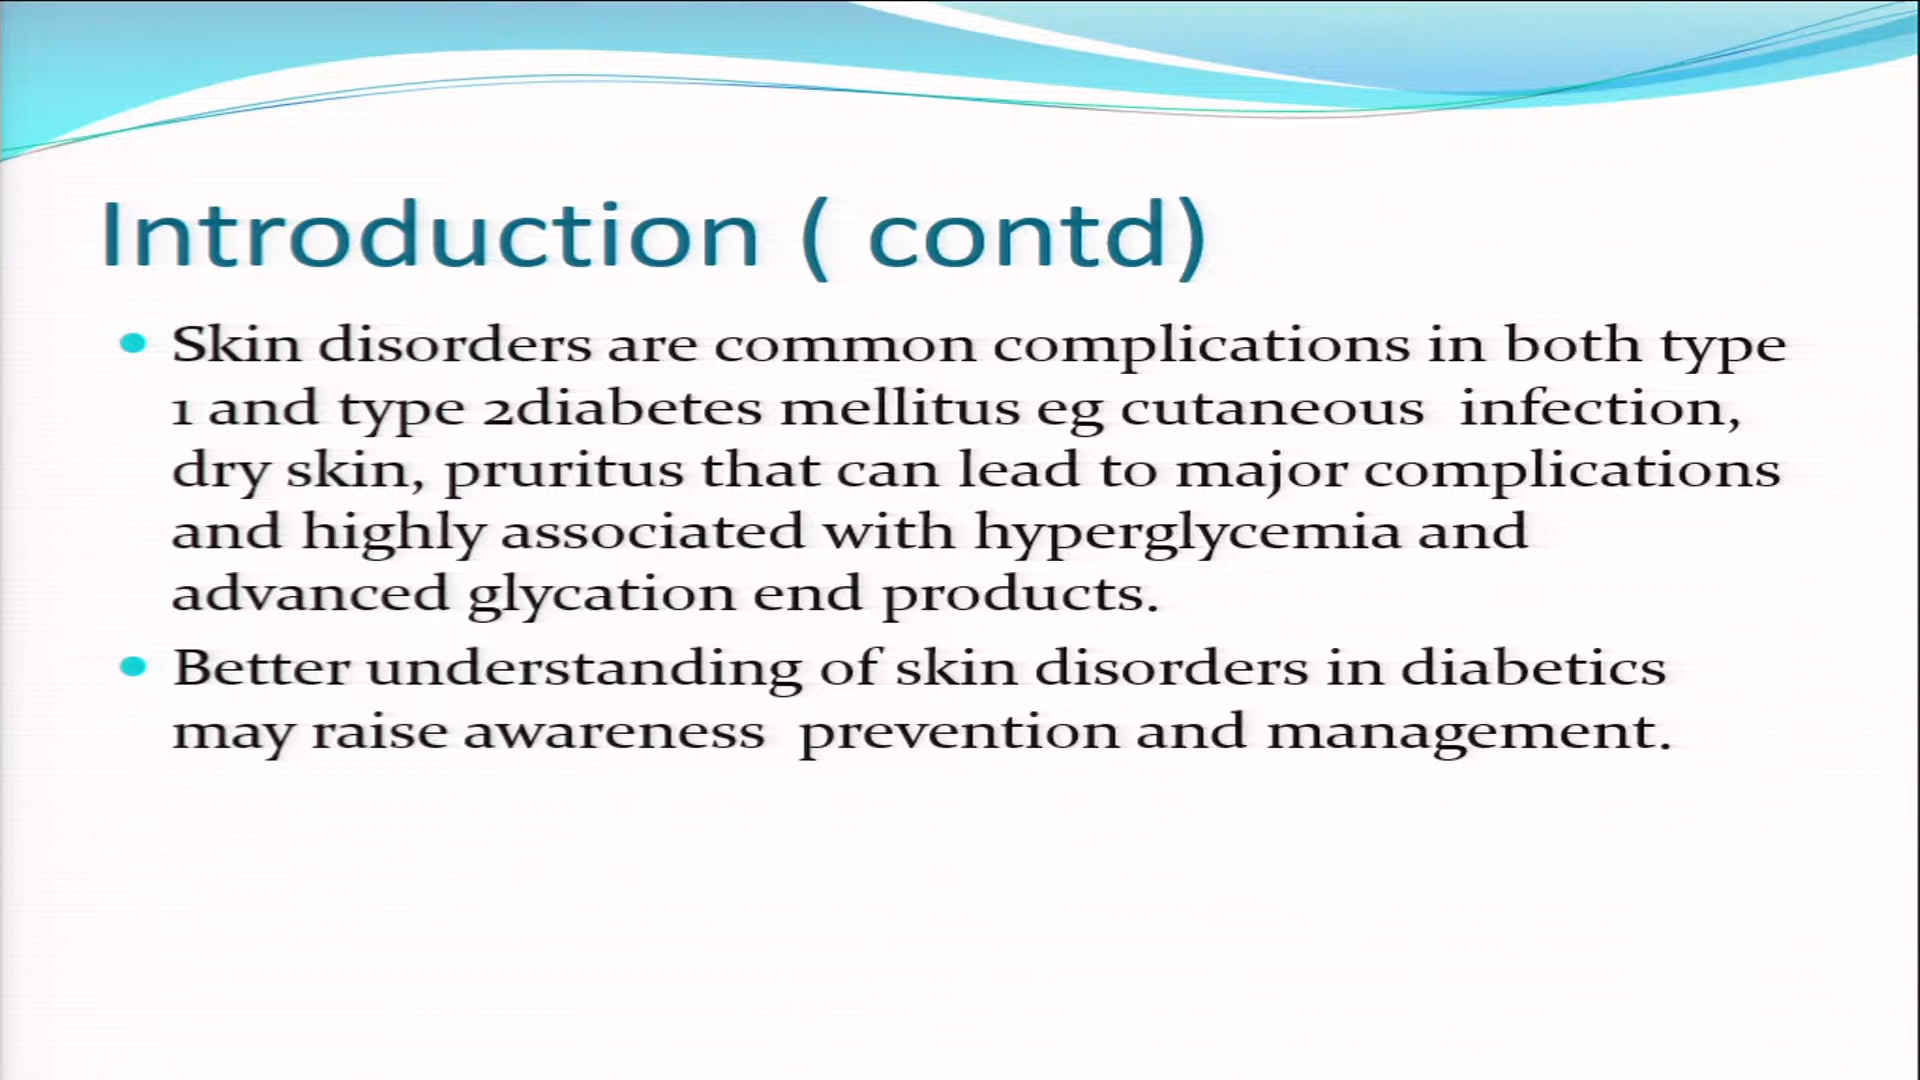 Introduction ( contd)
Skin disorders are common complications in both type
1 and type 2diabetes mellitus eg cutaneous  infection,
dry skin, pruritus that can lead to major complications
and highly associated with hyperglycemia and
advanced glycation end products.
Better understanding of skin disorders in diabetics
may raise awareness  prevention and management.